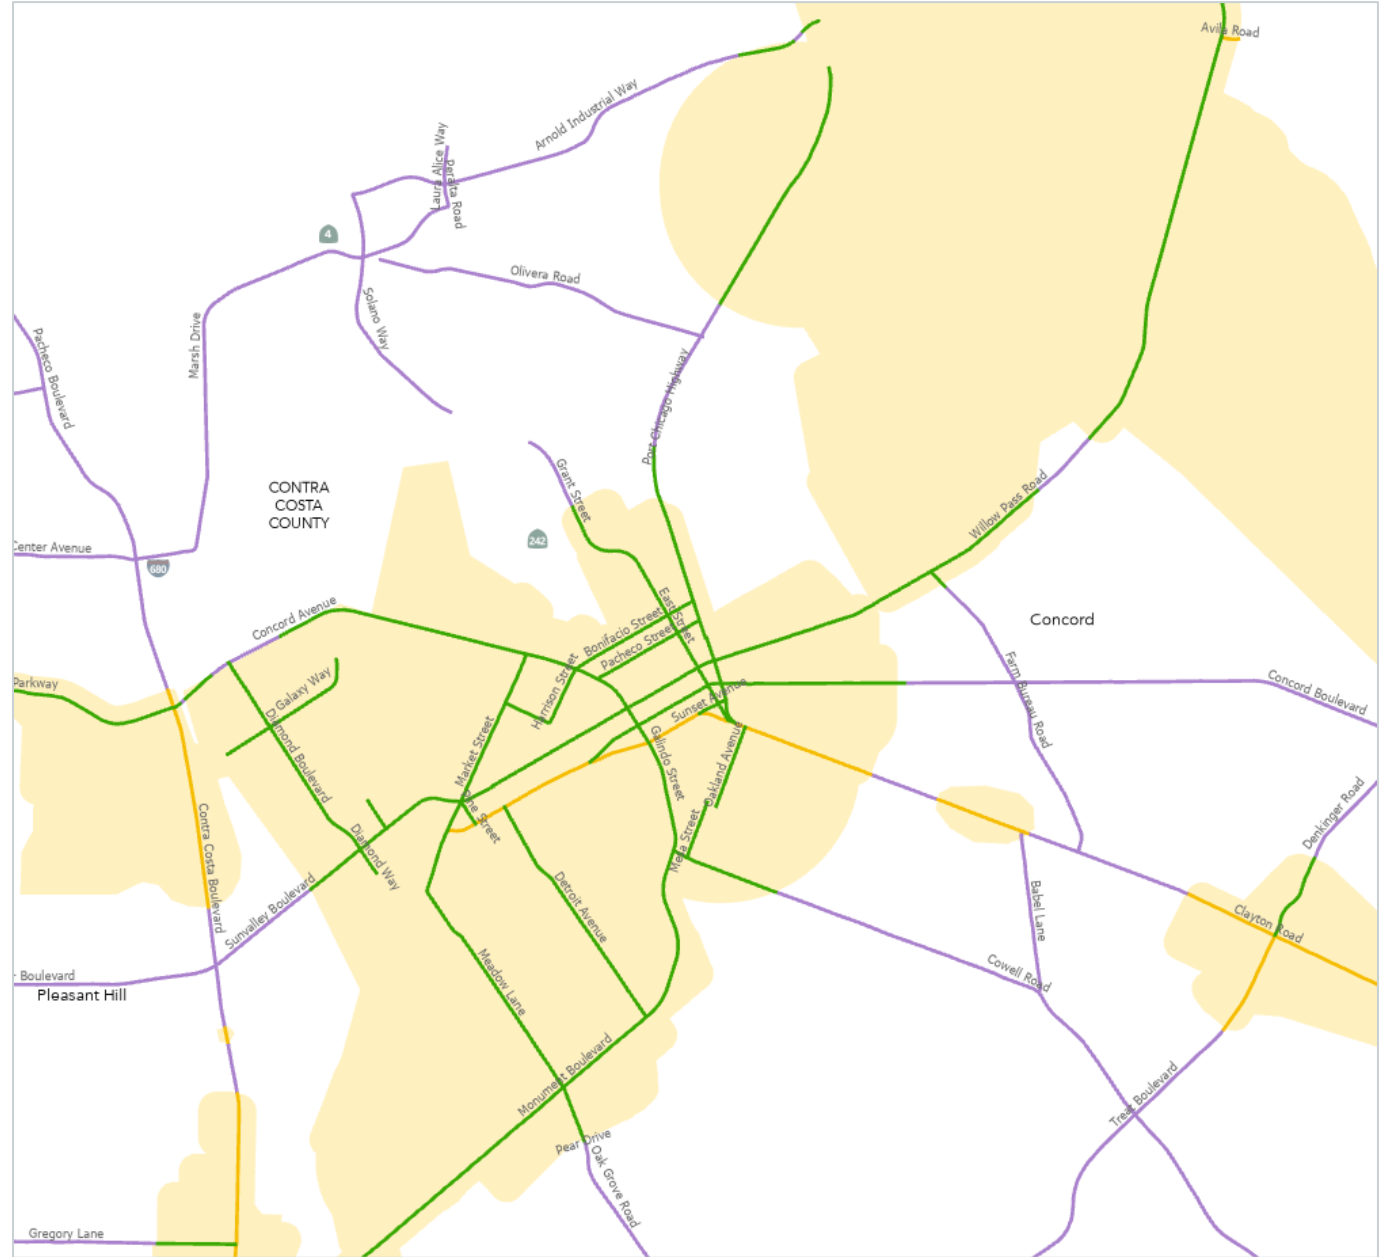 Avila Road
Arnold Industrial Way
Laura Alice Way
Peralta Road
4
Olivera Road
Solano Way
Marsh Drive
Pacheco Boulevard
Port Chicago Highway
Grant Street
CONTRA
COSTA
COUNTY
242
Willow Pass Road
Center Avenue
680
Concord Avenue
East Street
Bonifacio Street
Pacheco Street
Concord
Harrison Street
Farm Bureau Road
Parkway
Galaxy Way
Sunset Avenue
Concord Boulevard
Diamond Boulevard
Market Street
Galindo Street
Oakland Avenue
Pine Street
Denkinger Road
Contra Costa Boulevard
Diamond Way
Mesa Street
Sunvalley Boulevard
Detroit Avenue
Babel Lane
Clayton Road
Boulevard
Pleasant Hill
Meadow Lane
Cowell Road
Monument Boulevard
Treat Boulevard
Pear Drive
Oak Grove Road
Gregory Lane